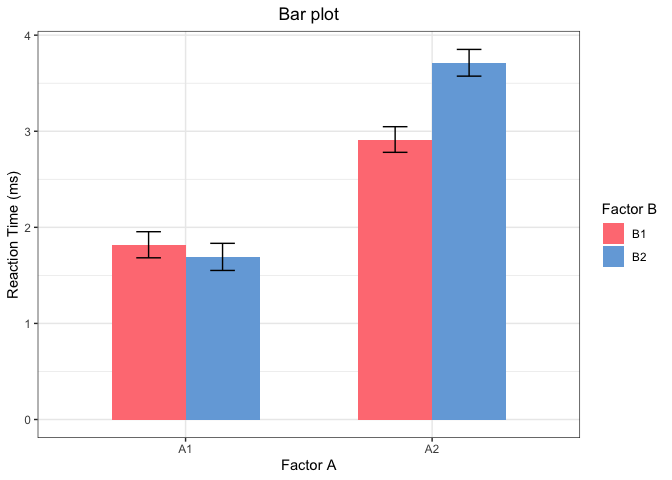 Bar plot
4
3
2
1
0
Reaction Time (ms)
A1
A2
Factor A
Factor B
B1
B2